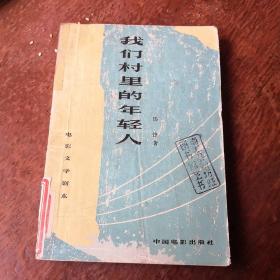 我们村里的年轻人
马烽 著
电影文学剧本
中国电影出版社